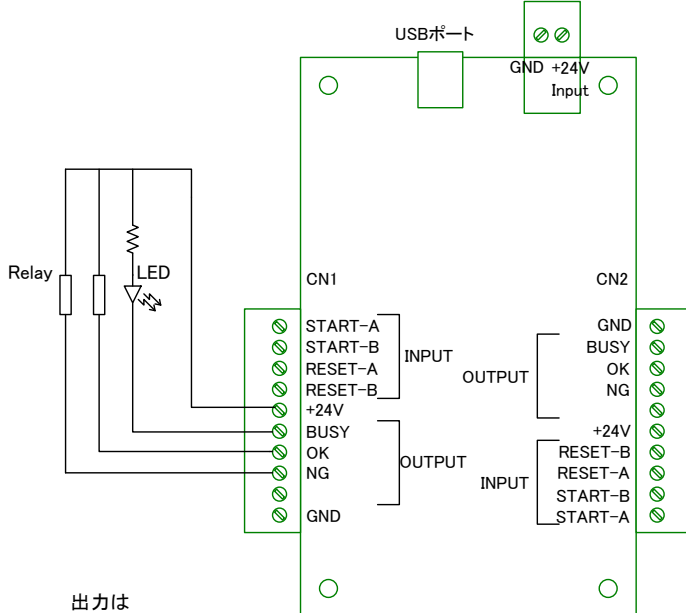 USBポート
GND +24V
Input
Relay
LED
CN1
START-A
START-B
RESET-A
RESET-B
+24V
BUSY
OK
NG
GND
INPUT
OUTPUT
CN2
GND
BUSY
OK
NG
+24V
RESET-B
RESET-A
START-B
START-A
OUTPUT
INPUT
出力は